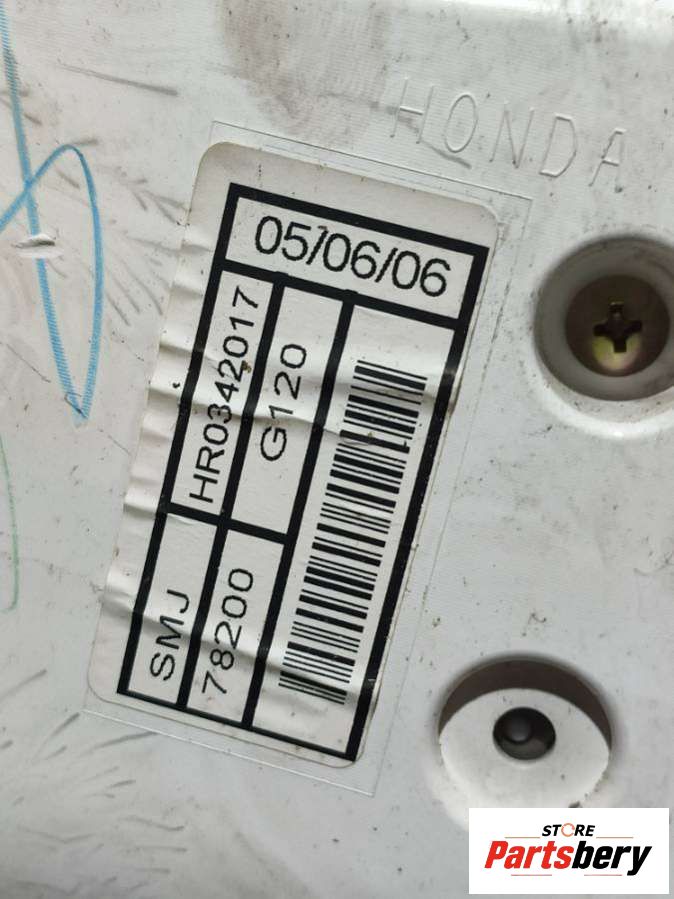 HONDA
05/06/06
HR0342017
G120
SMJ
78200
STORE
Partsbery